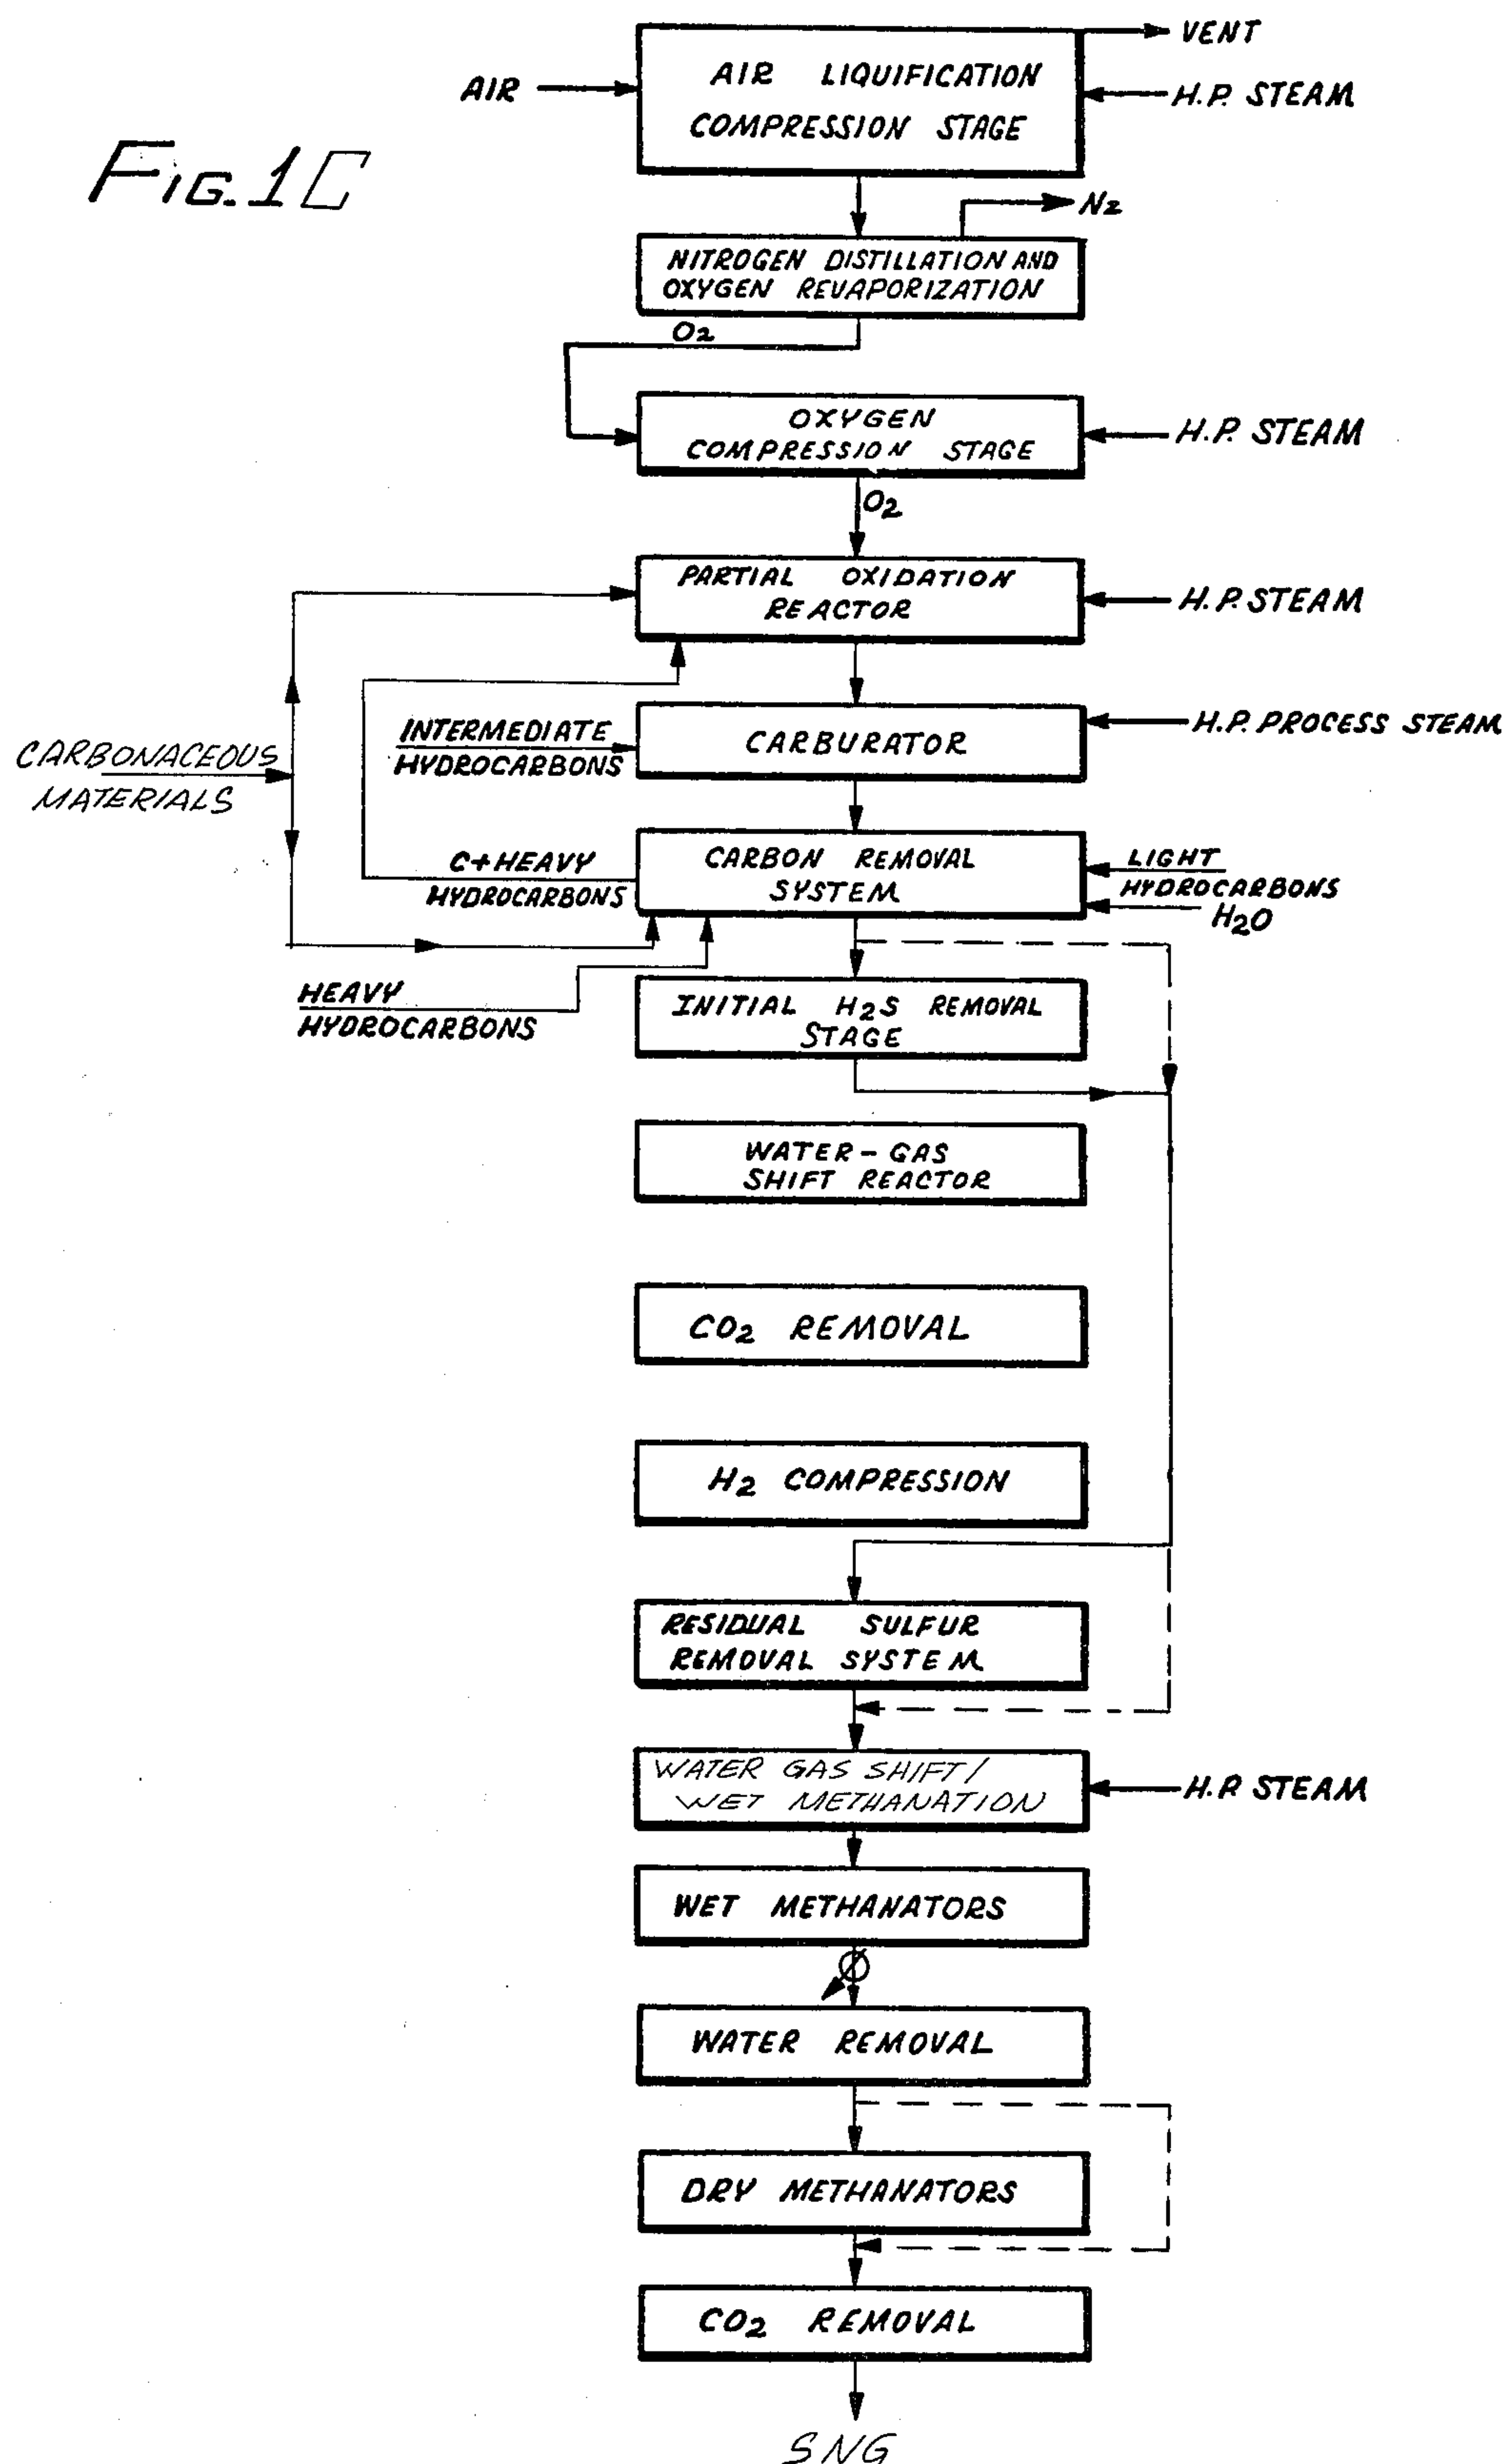 VENT
AIR LIQUIFICATION
COMPRESSION STAGE
AIR
H.P. STEAM
FIG. 1C
N2
NITROGEN DISTILLATION AND
OXYGEN REVAPORIZATION
O2
OXYGEN
COMPRESSION STAGE
H.P. STEAM
O2
PARTIAL OXIDATION
REACTOR
H.P. STEAM
INTERMEDIATE
HYDROCARBONS
CARBURATOR
H.P. PROCESS STEAM
CARBONACEOUS
MATERIALS
C+HEAVY
HYDROCARBONS
CARBON REMOVAL
SYSTEM
LIGHT
HYDROCARBONS
H2O
HEAVY
HYDROCARBONS
INITIAL H2S REMOVAL
STAGE
WATER-GAS
SHIFT REACTOR
CO2 REMOVAL
H2 COMPRESSION
RESIDUAL SULFUR
REMOVAL SYSTEM
WATER GAS SHIFT/
WET METHANATION
H.P. STEAM
WET METHANATORS
WATER REMOVAL
DRY METHANATORS
CO2 REMOVAL
SNG